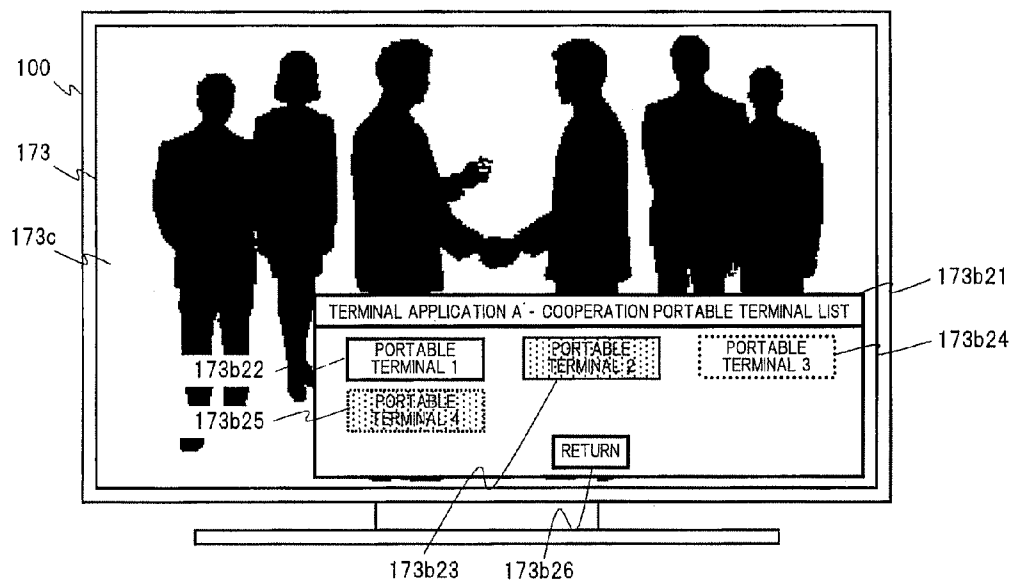 100
173
173c
173b21
TERMINAL APPLICATION A' - COOPERATION PORTABLE TERMINAL LIST
173b22
PORTABLE
TERMINAL 1
PORTABLE
TERMINAL 2
PORTABLE
TERMINAL 3
173b24
173b25
PORTABLE
TERMINAL 4
RETURN
173b23
173b26